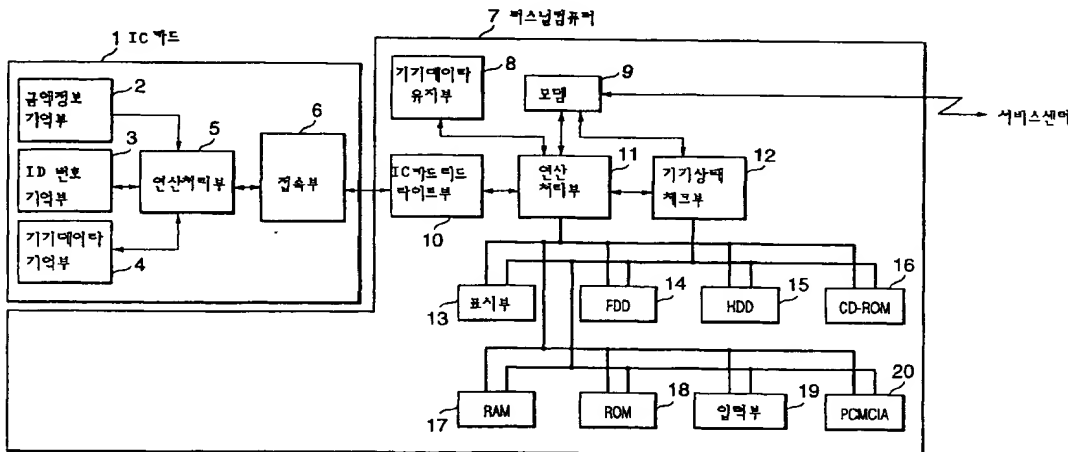 7 퍼스널컴퓨터
1 IC 카드
금액정보
기억부
2
ID 번호
기억부
3
기기데이타
기억부
4
5
연산처리부
6
접속부
기기데이타
유지부
8
모뎀
9
서비스센터
IC카드리드
라이트부
10
연산
처리부
11
기기상태
체크부
12
표시부
13
FDD
14
HDD
15
CD-ROM
16
RAM
17
ROM
18
입력부
19
PCMCIA
20